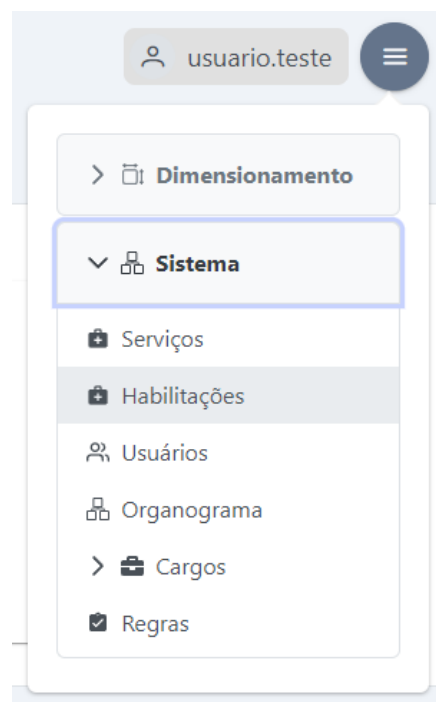 usuario.teste
Dimensionamento
Sistema
Serviços
Habilitações
Usuários
Organograma
Cargos
Regras